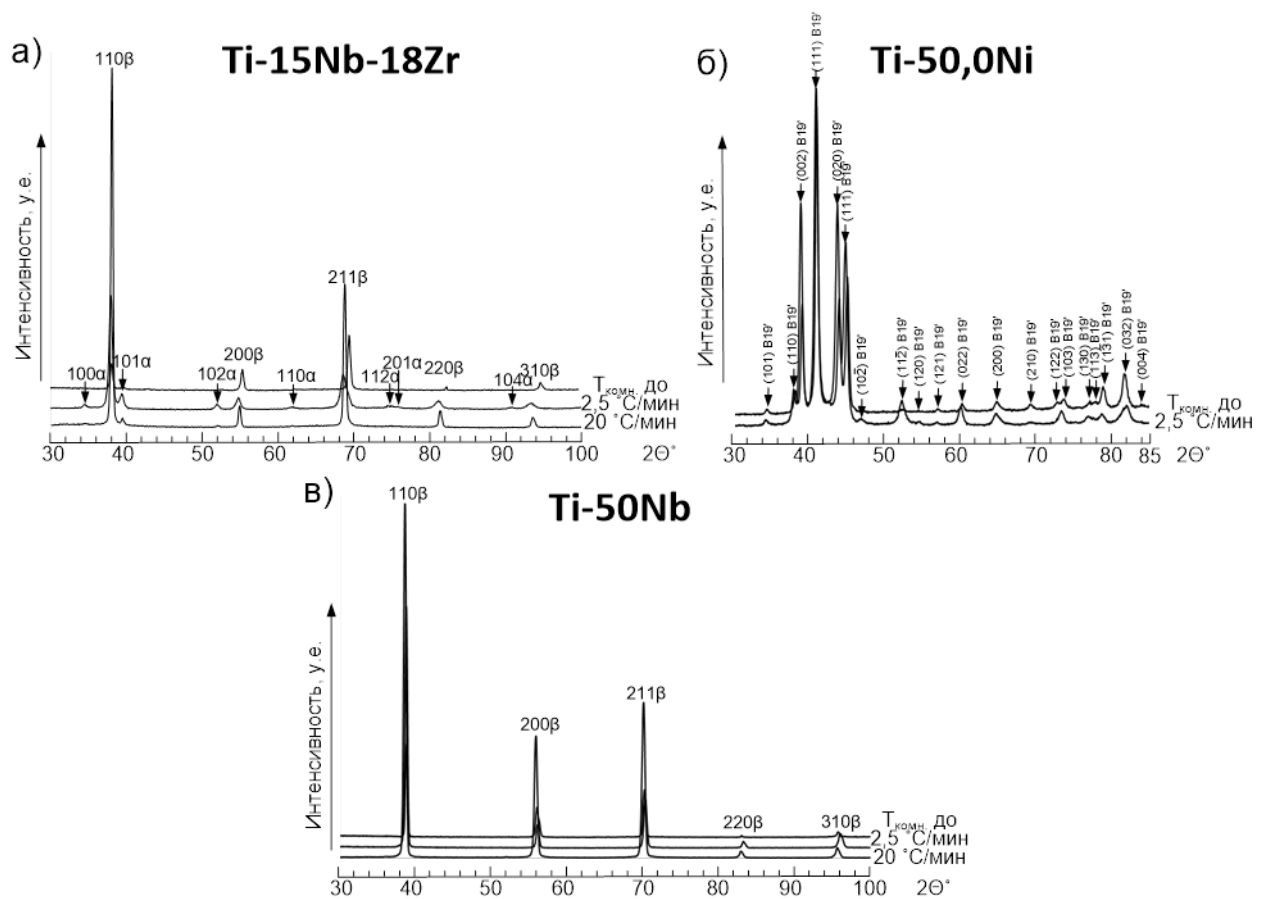 а)
Ti-15Nb-18Zr
Интенсивность, у.е.
110β
100α
101α
102α
200β
110α
211β
112α
201α
220β
104α
310β
Tкомн. до
2,5 °С/мин
20 °С/мин
30 40 50 60 70 80 90 100 2Θ°
б)
Ti-50,0Ni
Интенсивность, у.е.
(101) B19'
(110) B19'
(002) B19'
(111) B19'
(020) B19'
(111) B19'
(102) B19'
(112) B19'
(120) B19'
(121) B19'
(022) B19'
(200) B19'
(210) B19'
(122) B19'
(103) B19'
(130) B19'
(113) B19'
(131) B19'
(032) B19'
(004) B19'
Tкомн. до
2,5°С/мин
30 40 50 60 70 80 85 2Θ°
в)
Ti-50Nb
Интенсивность, у.е.
110β
200β
211β
220β
310β
Tкомн. до
2,5 °С/мин
20 °С/мин
30 40 50 60 70 80 90 100 2Θ°